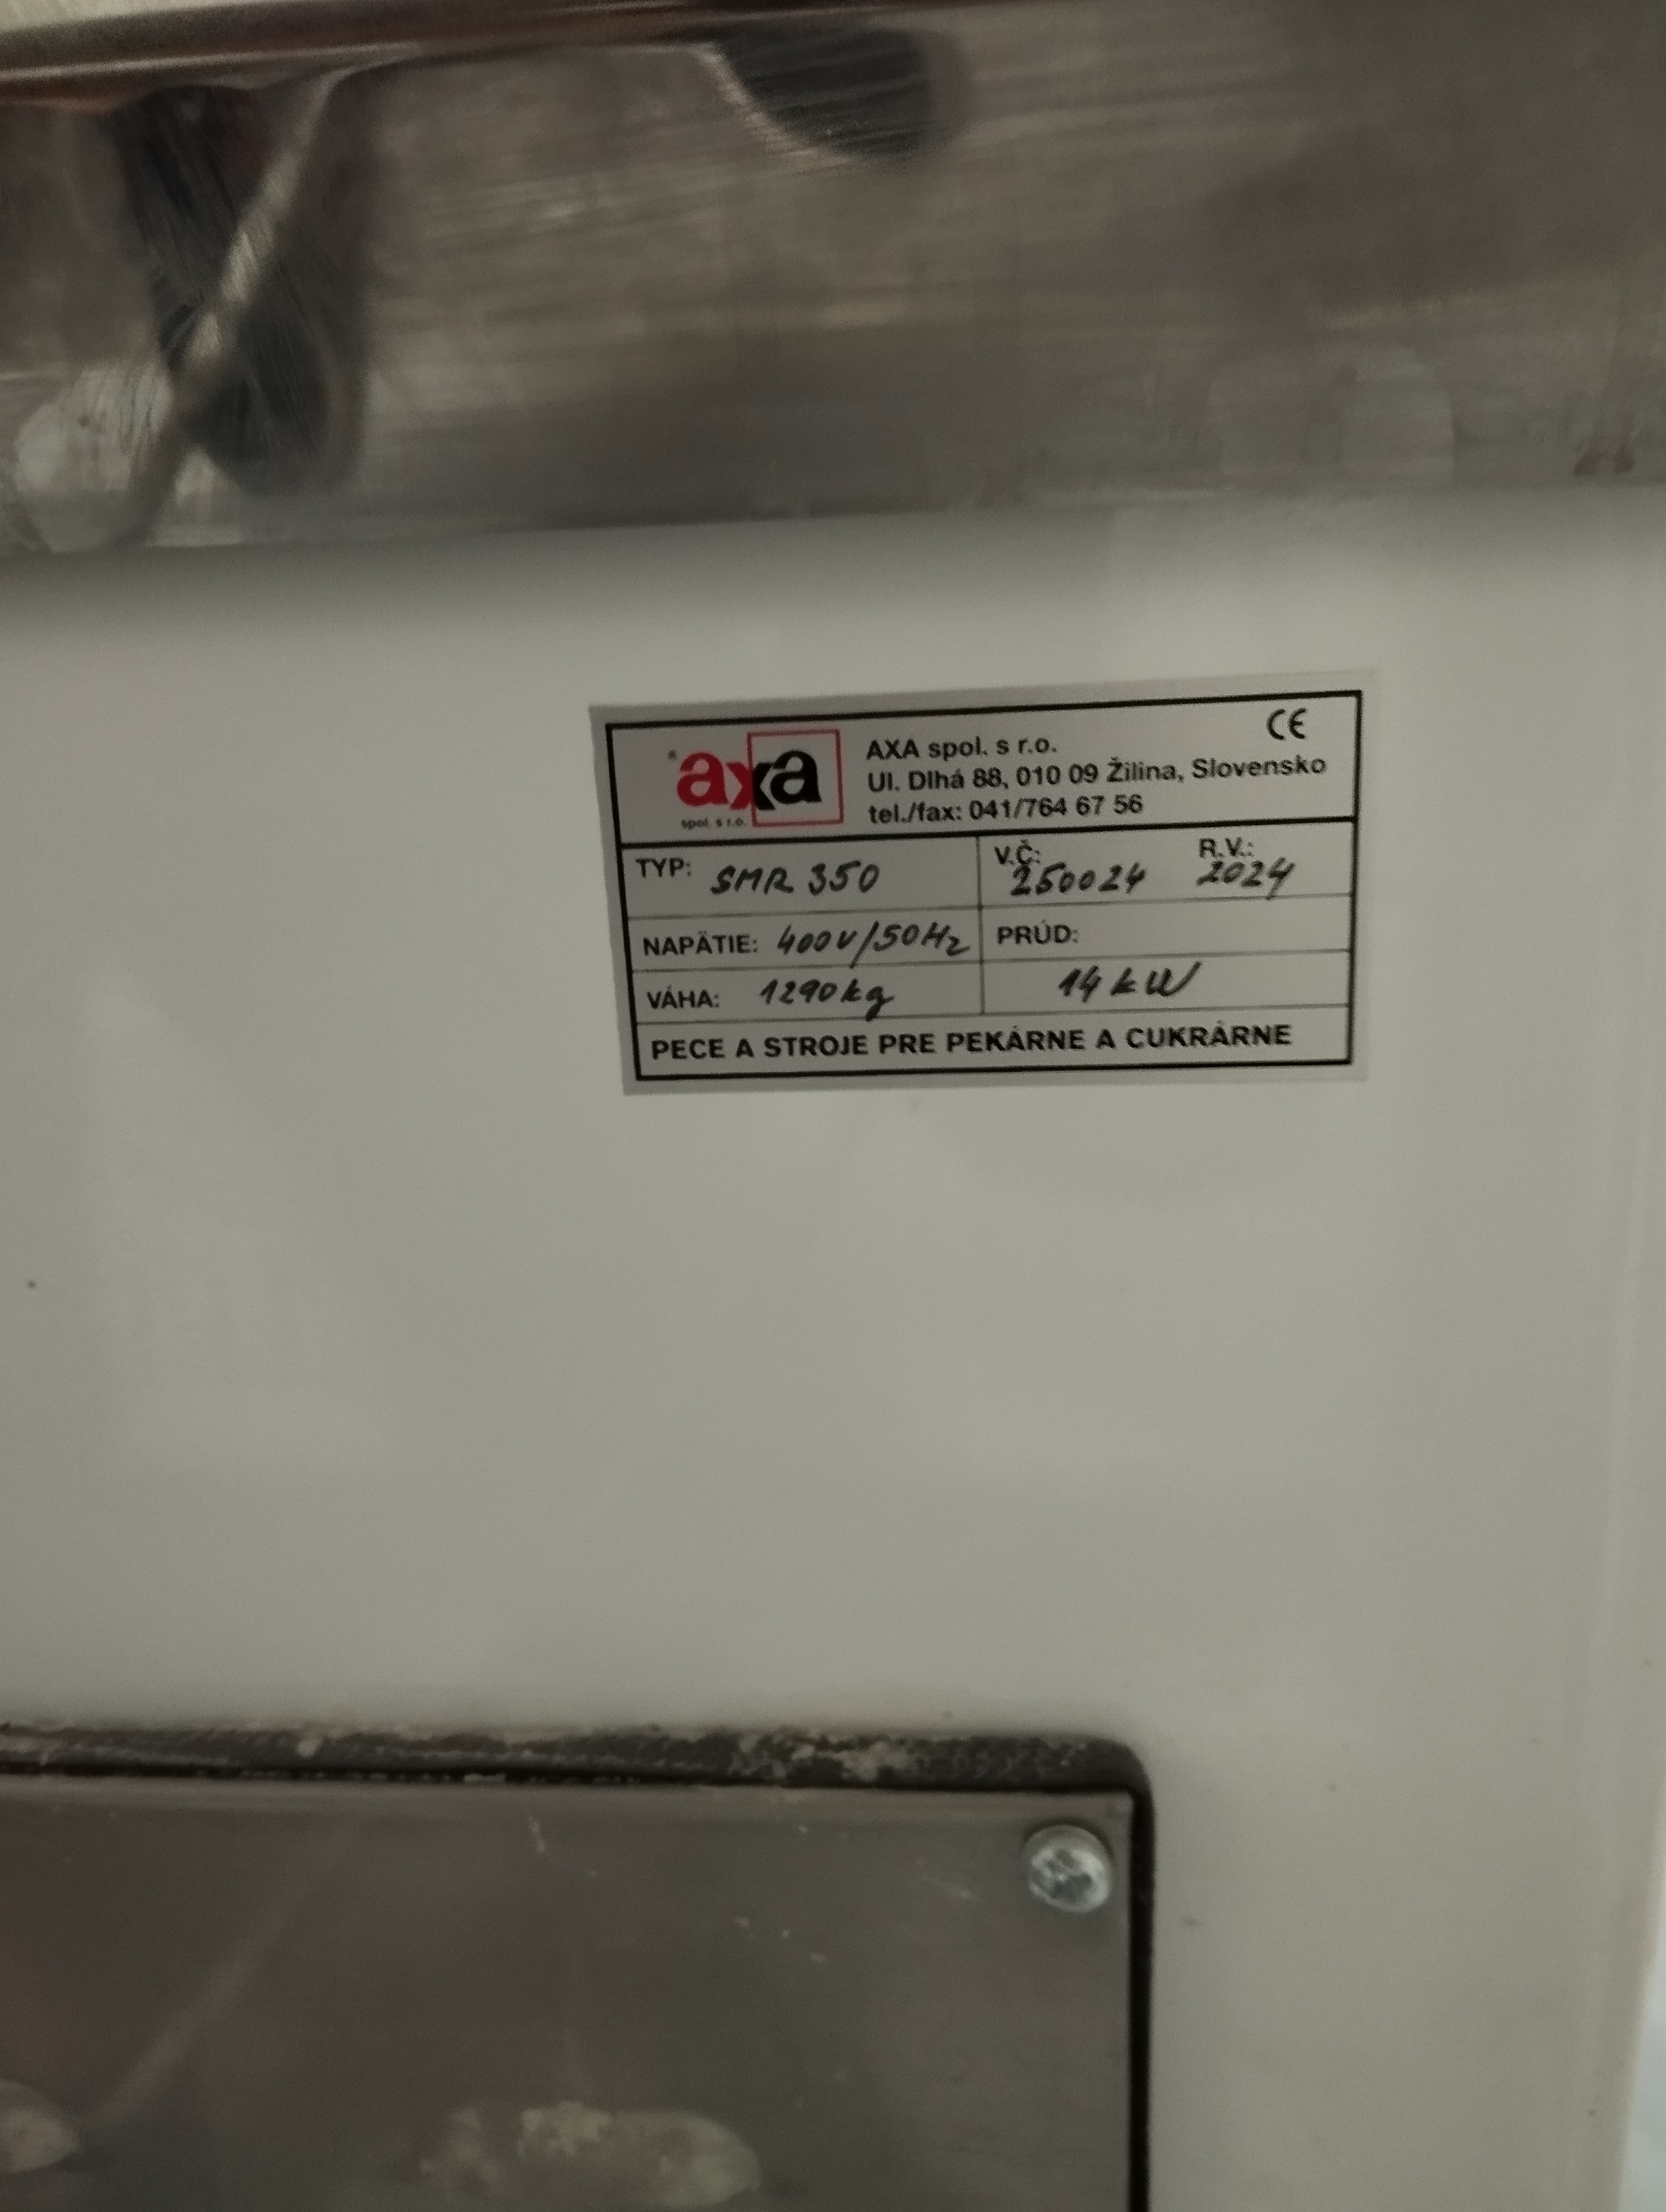 axa
spol. s r.o.
AXA spol. s r.o.
Ul. Dlhá 88, 010 09 Žilina, Slovensko
tel./fax: 041/764 67 56
CE
TYP: SMR 350
V.Č.: 250024 R.V.: 2024
NAPÄTIE: 400V/50Hz
PRÚD:
VÁHA: 1290kg
14kW
PECE A STROJE PRE PEKÁRNE A CUKRÁRNE